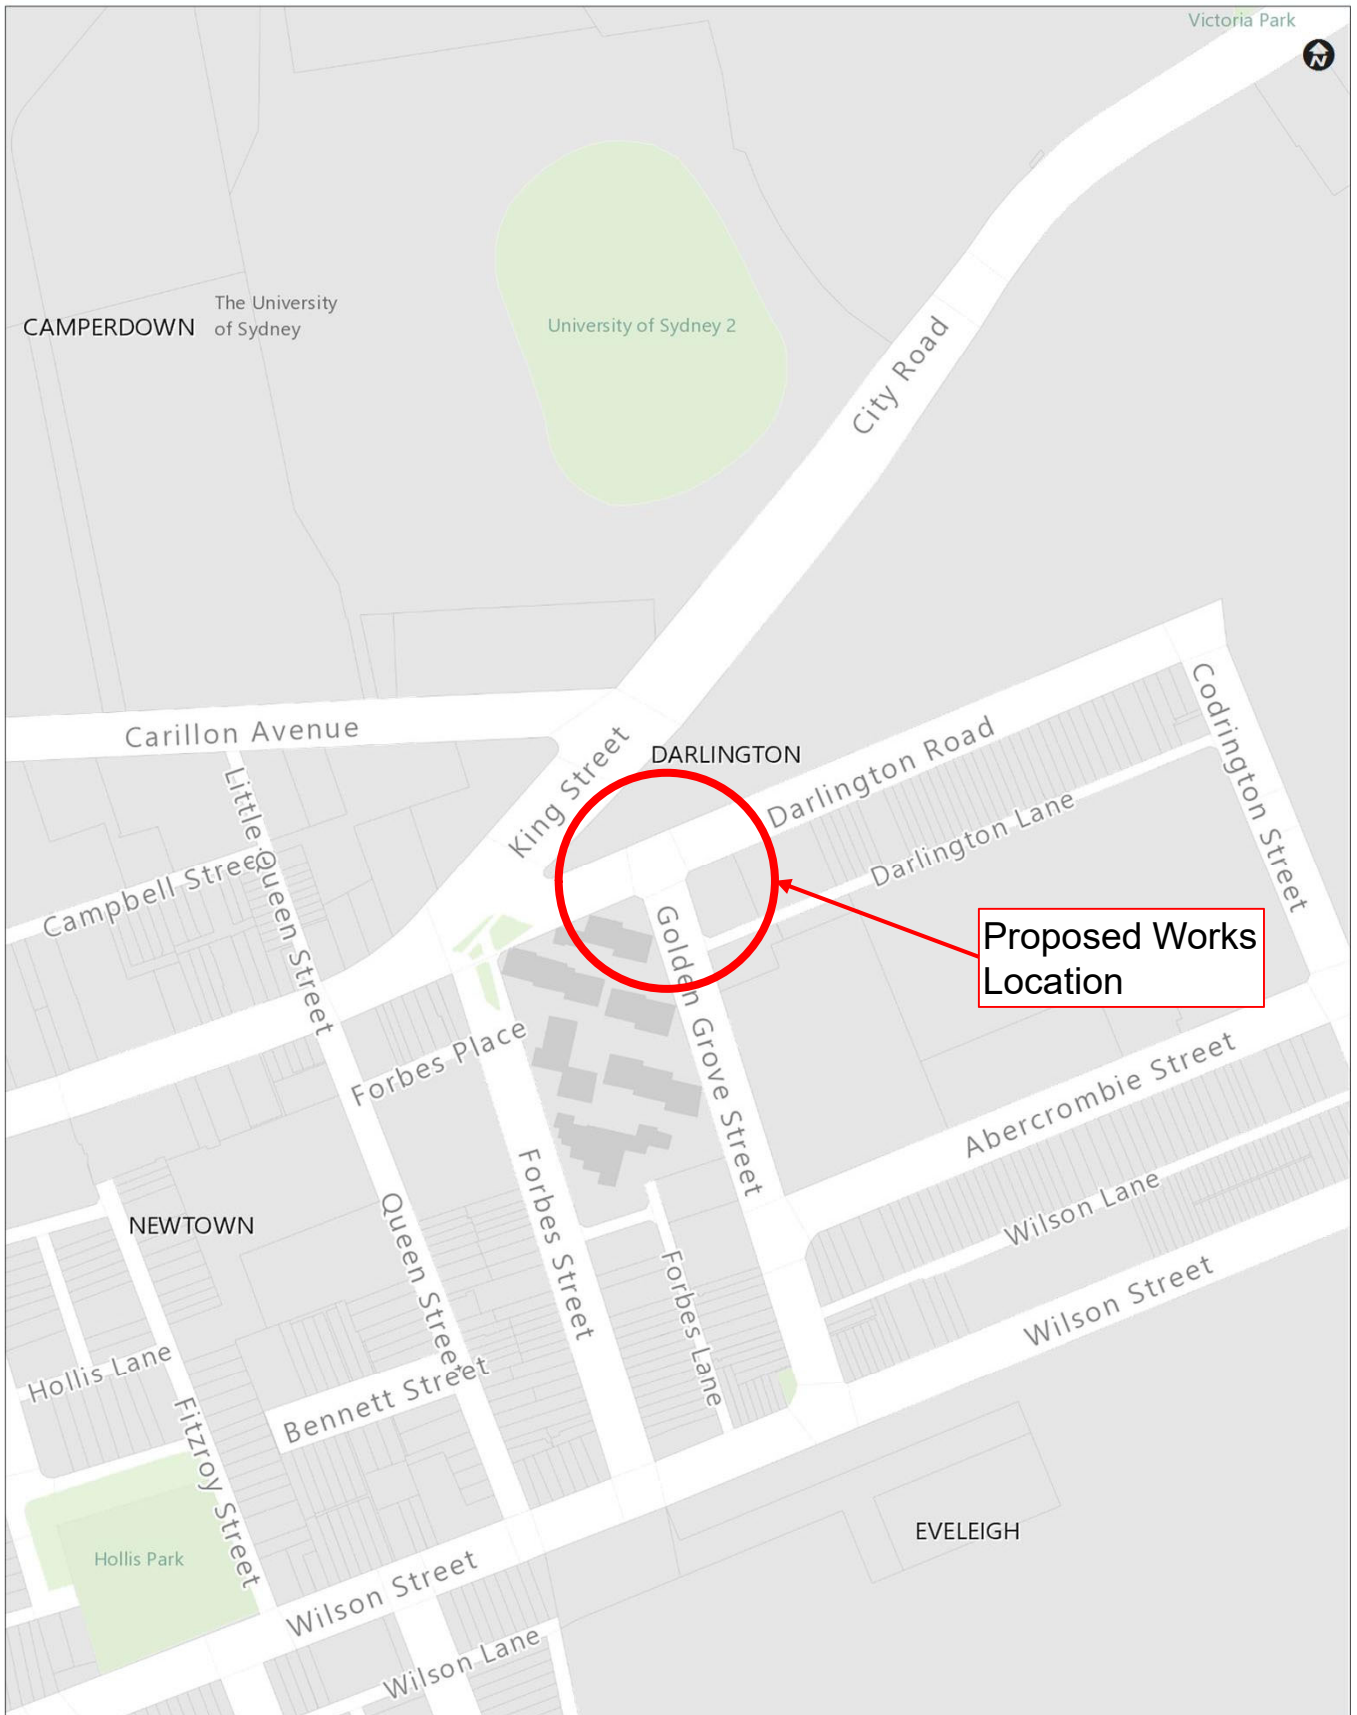 Victoria Park
N
The University
of Sydney
CAMPERDOWN
University of Sydney 2
City Road
Carillon Avenue
King Street
DARLINGTON
Darlington Road
Codrington Street
Little Queen Street
Darlington Lane
Campbell Street
Golden Grove Street
Proposed Works
Location
Forbes Place
Abercrombie Street
Forbes Street
Queen Street
NEWTOWN
Wilson Lane
Forbes Lane
Wilson Street
Hollis Lane
Bennett Street
Fitzroy Street
EVELEIGH
Hollis Park
Wilson Street
Wilson Lane